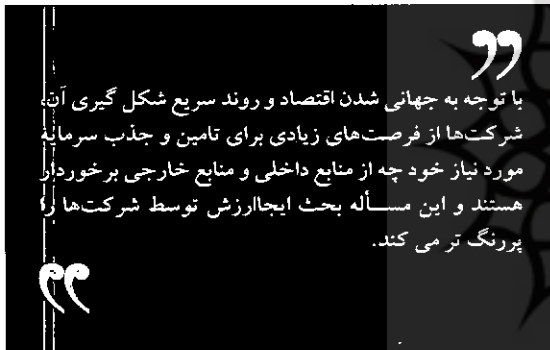 با توجه به جهانی شدن اقتصاد و روند سریع شکل گیری آن،
شرکت‌ها از فرصت‌های زیادی برای تامین و جذب سرمایه
مورد نیاز خود چه از منابع داخلی و منابع خارجی برخوردار
هستند و این مسـأله بحث ایجاارزش توسط شرکت‌ها را
پررنگ تر می کند.